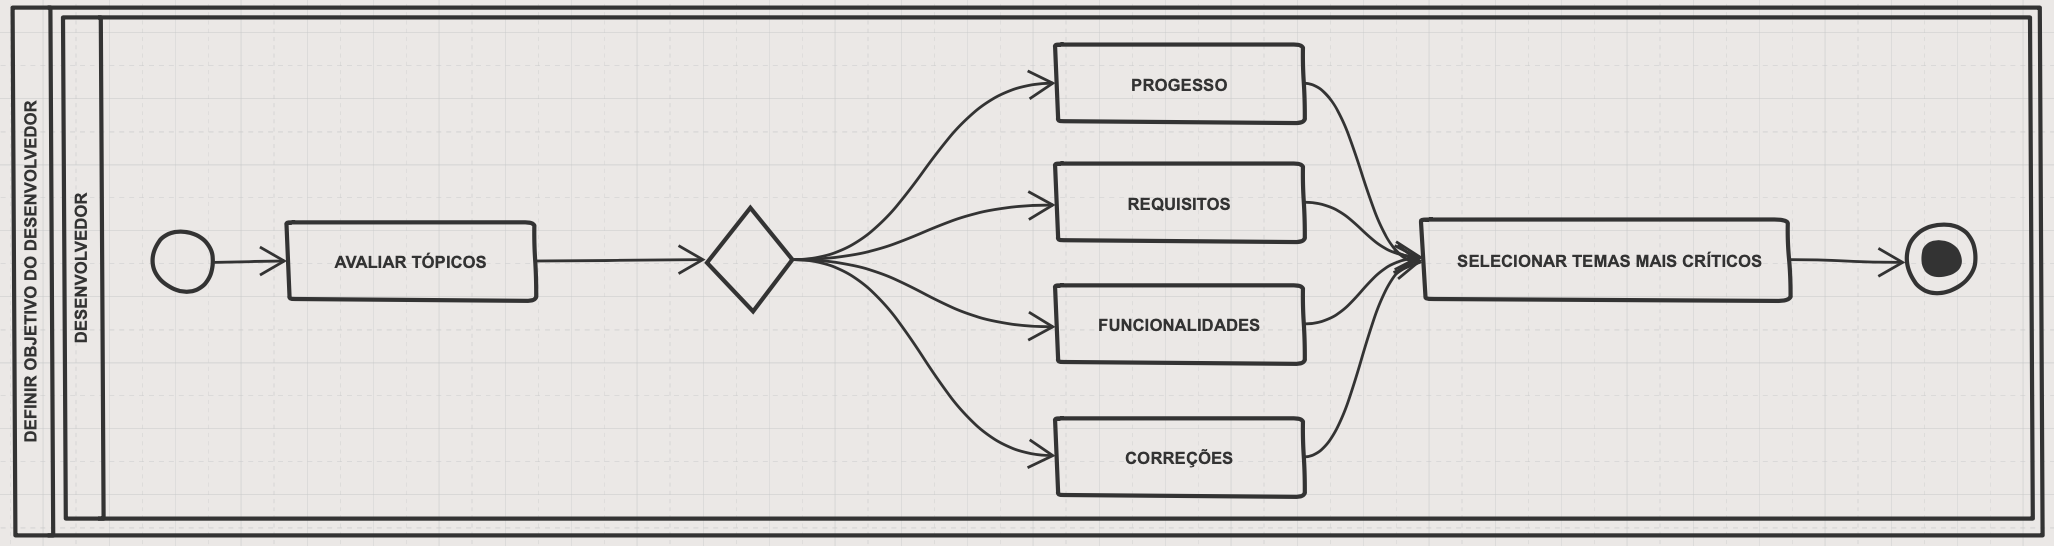 DEFINIR OBJETIVO DO DESENVOLVEDOR
DESENVOLVEDOR
AVALIAR TÓPICOS
PROGESSO
REQUISITOS
FUNCIONALIDADES
CORREÇÕES
SELECIONAR TEMAS MAIS CRÍTICOS